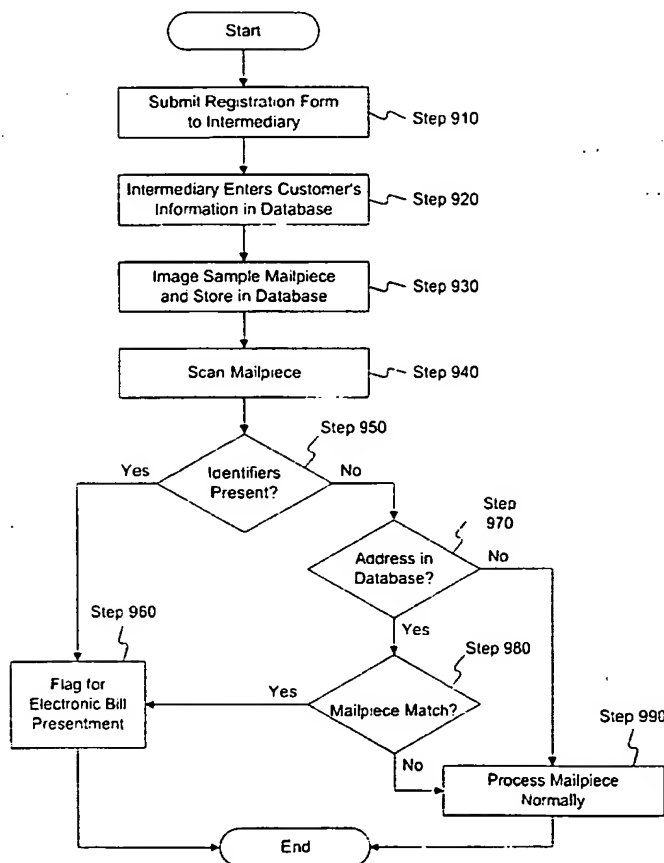 Start
Submit Registration Form
to Intermediary
Step 910
Intermediary Enters Customer's
Information in Database
Step 920
Image Sample Mailpiece
and Store in Database
Step 930
Scan Mailpiece
Step 940
Step 950
Yes
Identifiers
Present?
No
Step
970
Address in
Database?
No
Step 960
Yes
Step 980
Flag for
Electronic Bill
Presentment
Yes
Mailpiece Match?
Step 990
No
Process Mailpiece
Normally
End